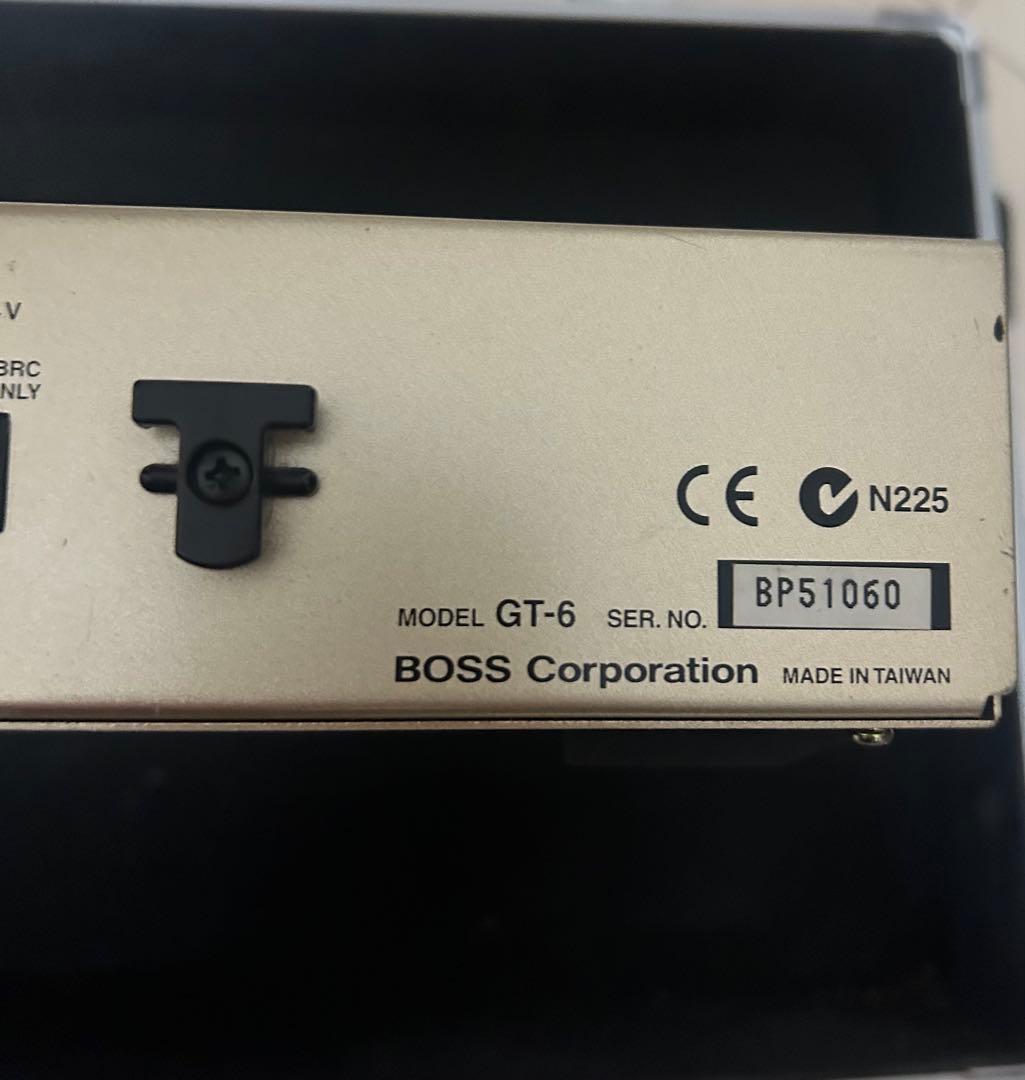 V
BRC
NLY
CE N225
BP51060
MODEL GT-6 SER. NO.
BOSS Corporation MADE IN TAIWAN